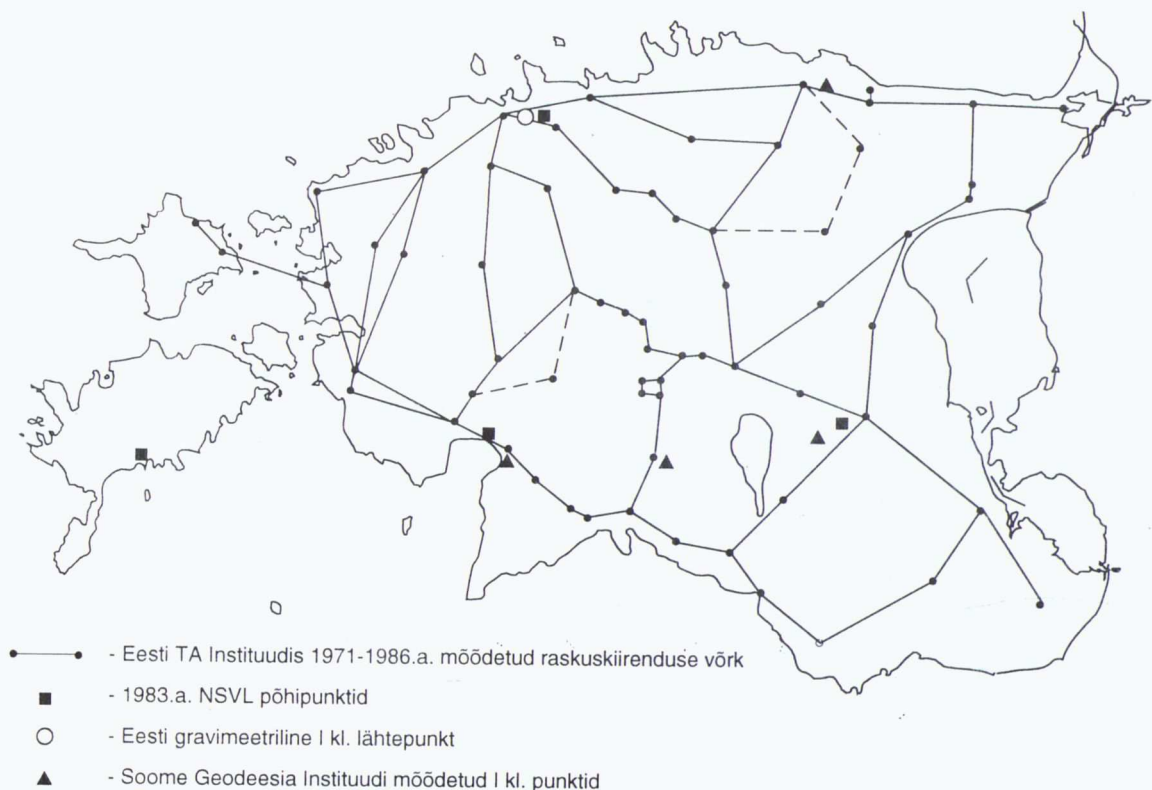 - Eesti TA Instituudis 1971-1986.a. mõõdetud raskuskiirenduse võrk
- 1983.a. NSVL põhipunktid
- Eesti gravimeetriline I kl. lähtepunkt
- Soome Geodeesia Instituudi mõõdetud I kl. punktid